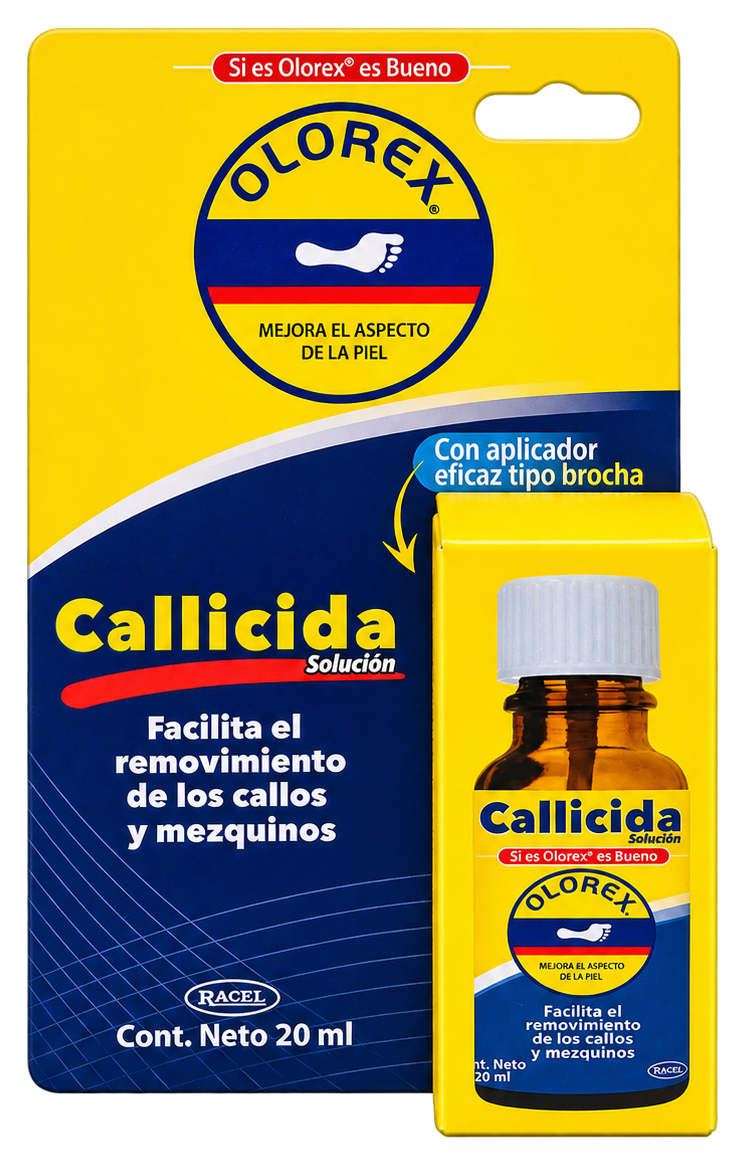 Si es Olorex® es Bueno
OLOREX®
MEJORA EL ASPECTO
DE LA PIEL
Con aplicador
eficaz tipo brocha
Callicida
Solución
Facilita el
removimiento
de los callos
y mezquinos
RACEL
Cont. Neto 20 ml
Callicida
Solución
Si es Olorex® es Bueno
OLOREX
MEJORA EL ASPECTO
DE LA PIEL
Facilita el
removimiento
de los callos
y mezquinos
nt. Neto
20 ml
RACEL